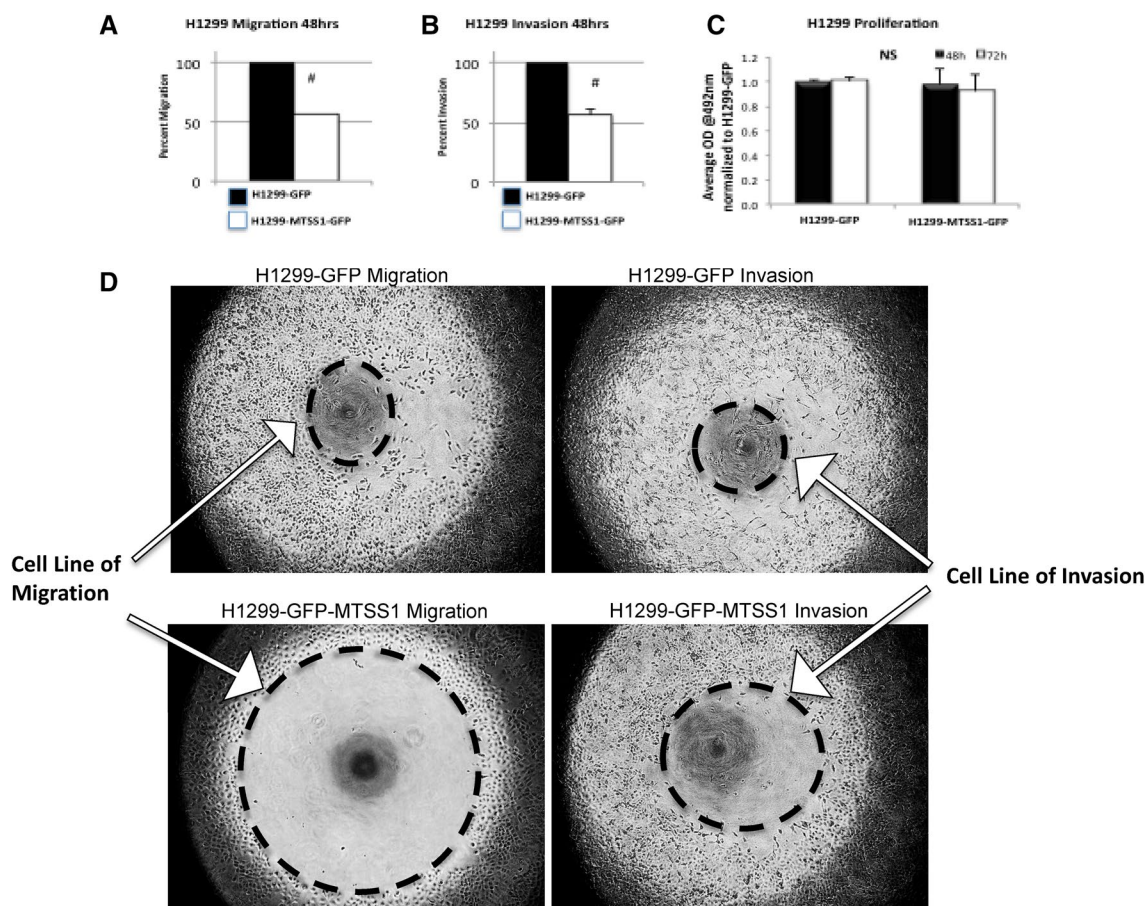 A
H1299 Migration 48hrs
Percent Migration
100
50
0
#
H1299-GFP
H1299-MTSS1-GFP
B
H1299 Invasion 48hrs
Percent Invasion
100
50
0
#
H1299-GFP
H1299-MTSS1-GFP
C
H1299 Proliferation
NS
48h
72h
Average OD @492nm
normalized to H1299-GFP
1.2
1.0
0.8
0.6
0.4
0.2
0.0
H1299-GFP
H1299-MTSS1-GFP
D
H1299-GFP Migration
H1299-GFP Invasion
Cell Line of
Migration
Cell Line of Invasion
H1299-GFP-MTSS1 Migration
H1299-GFP-MTSS1 Invasion